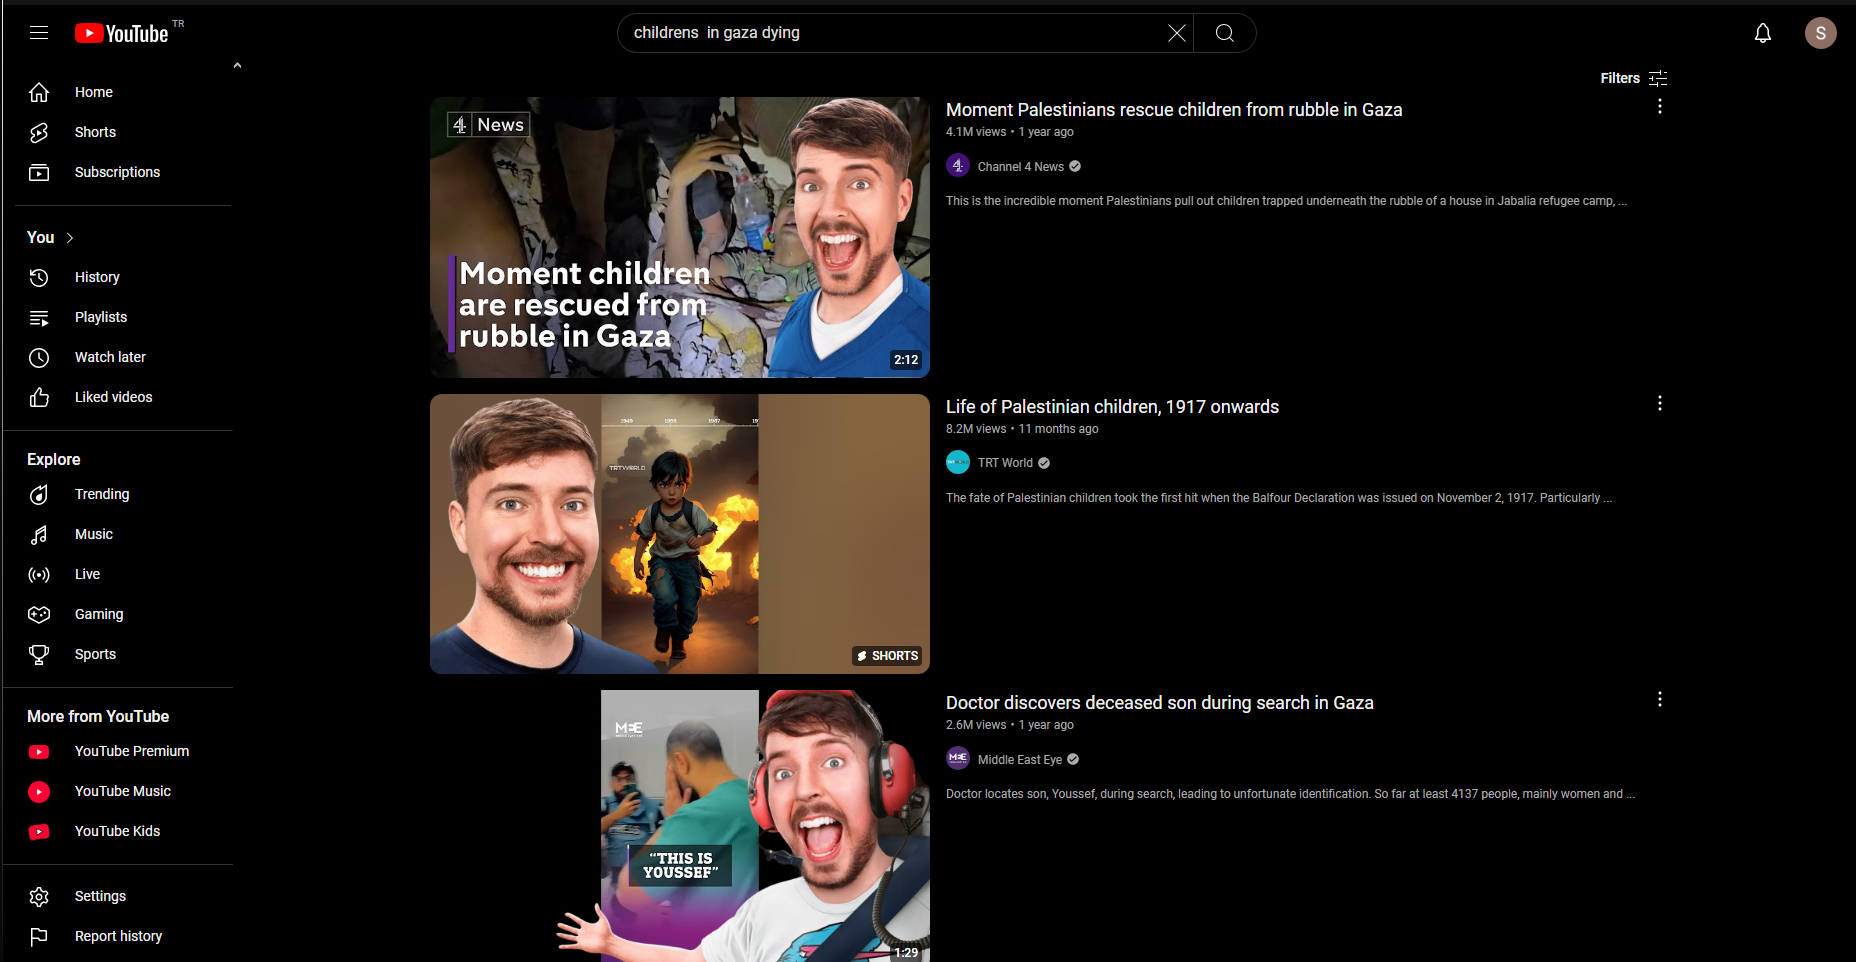 YouTube TR
childrens  in gaza dying
S
Home
Shorts
Subscriptions
You
History
Playlists
Watch later
Liked videos
Explore
Trending
Music
Live
Gaming
Sports
More from YouTube
YouTube Premium
YouTube Music
YouTube Kids
Settings
Report history
Filters
4 News
Moment children
are rescued from
rubble in Gaza
2:12
Moment Palestinians rescue children from rubble in Gaza
4.1M views • 1 year ago
Channel 4 News
This is the incredible moment Palestinians pull out children trapped underneath the rubble of a house in Jabalia refugee camp, ...
1948 1956 1967
TRTWORLD
SHORTS
Life of Palestinian children, 1917 onwards
8.2M views • 11 months ago
TRT World
The fate of Palestinian children took the first hit when the Balfour Declaration was issued on November 2, 1917. Particularly ...
MEE
“THIS IS
YOUSSEF”
1:29
Doctor discovers deceased son during search in Gaza
2.6M views • 1 year ago
MEE
Middle East Eye
Doctor locates son, Youssef, during search, leading to unfortunate identification. So far at least 4137 people, mainly women and ...